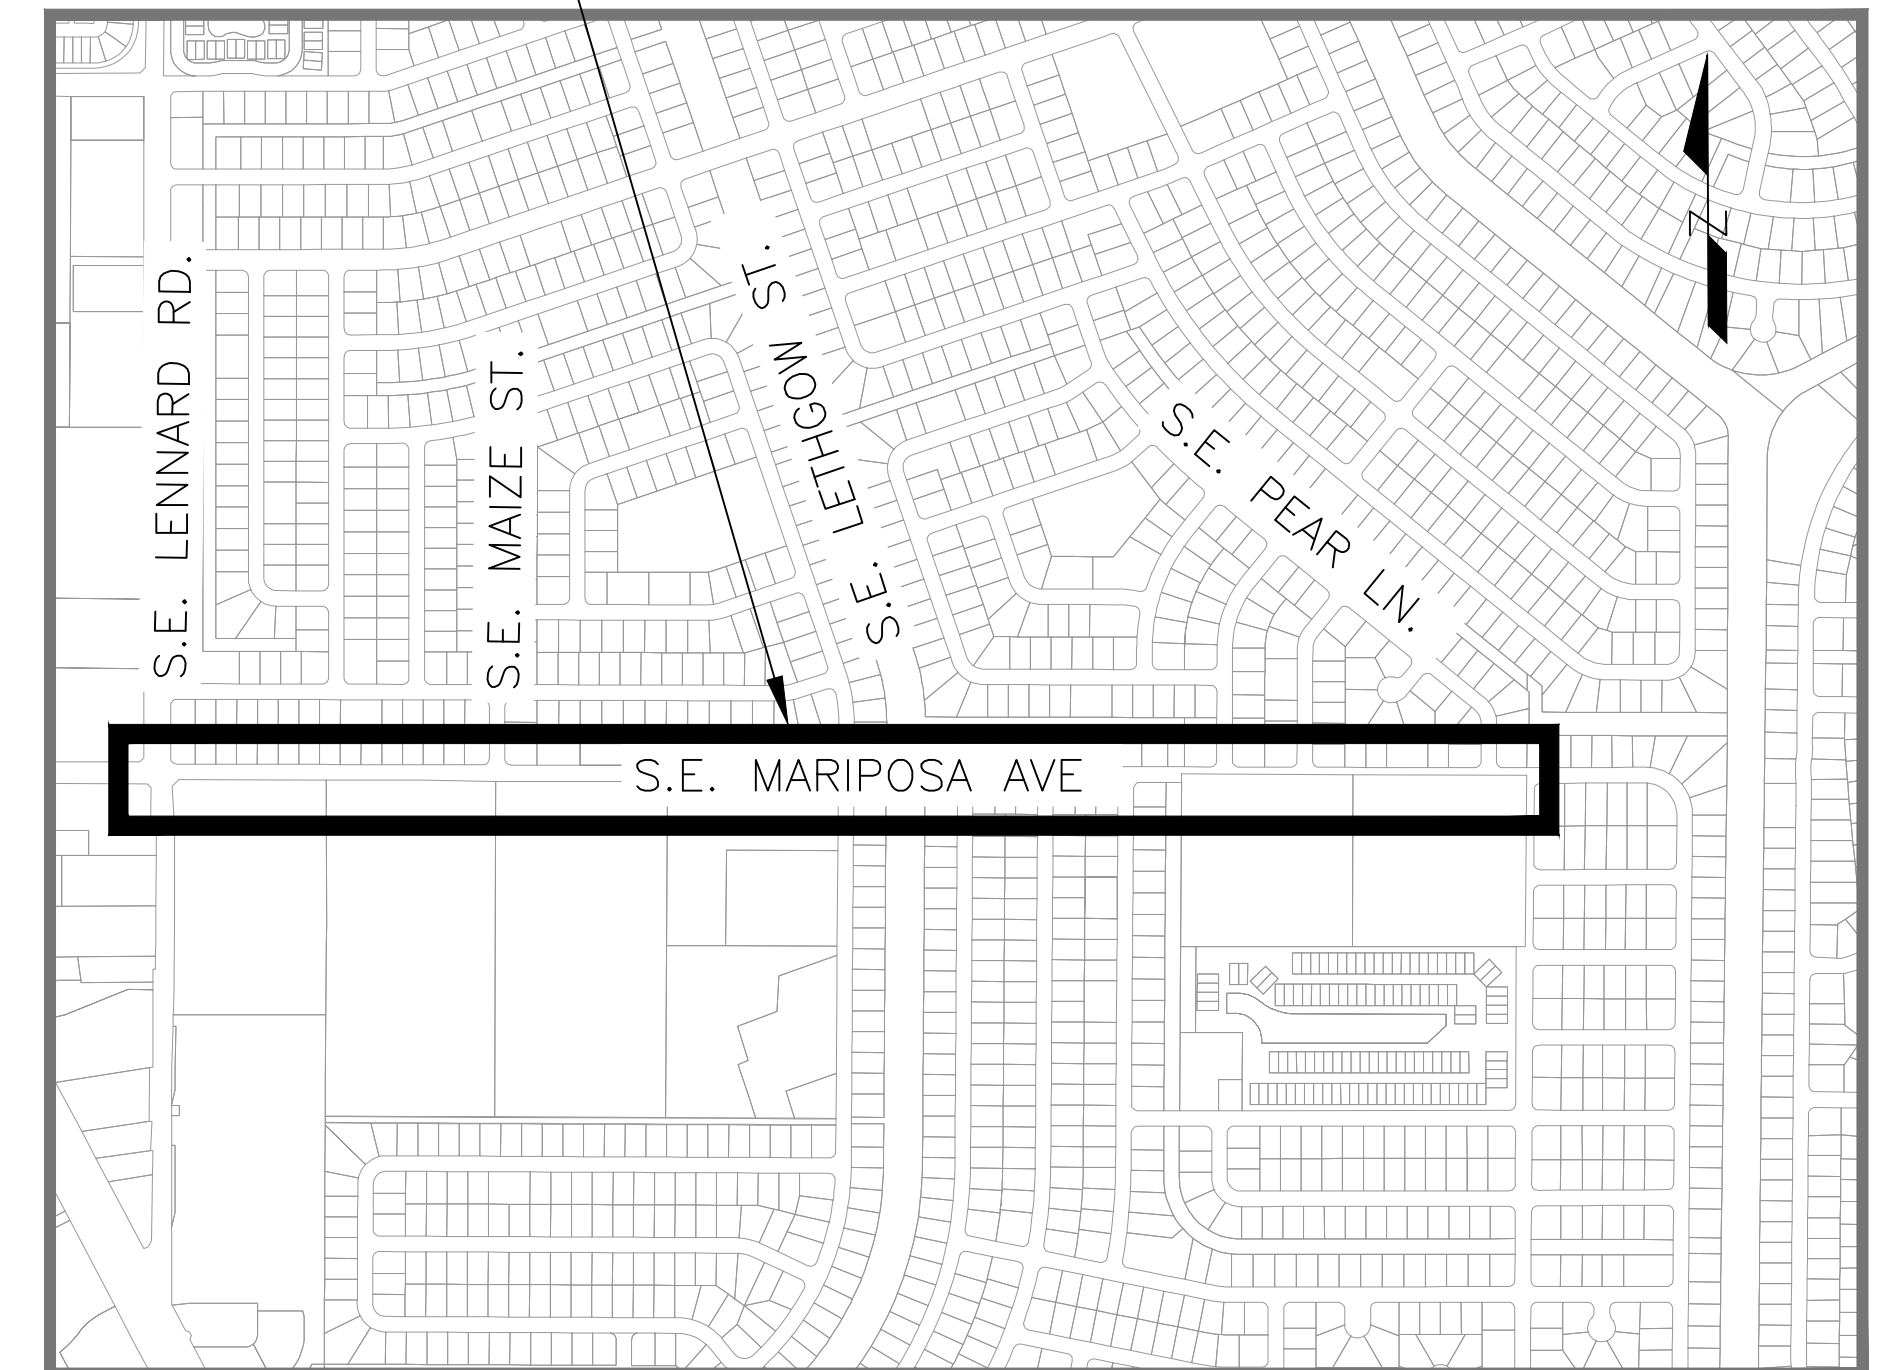 S.E. LENNARD RD.
S.E. MAIZE ST.
S.E. LETHGOW ST.
S.E. PEAR LN.
N
S.E. MARIPOSA AVE